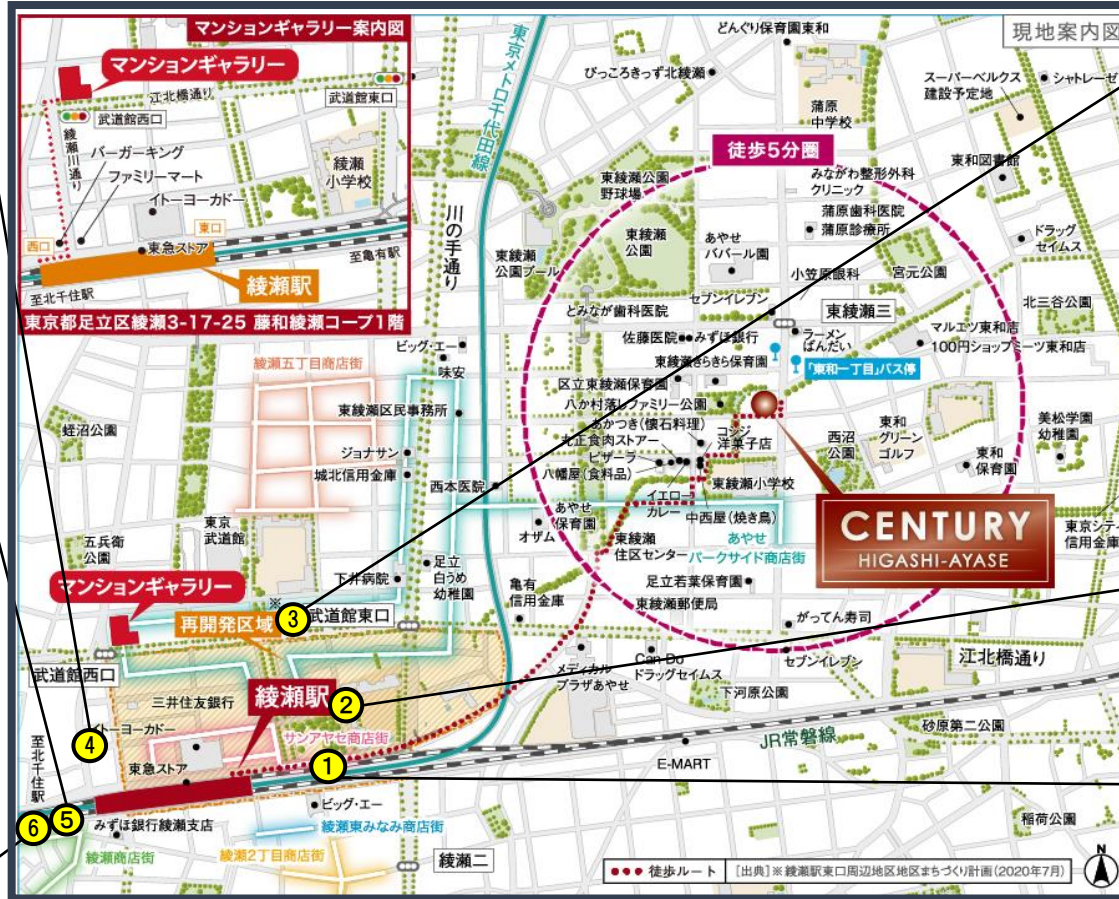 マンションギャラリー案内図
マンションギャラリー
江北橋通り
武道館東口
武道館西口
綾瀬川通り
バーガーキング
ファミリーマート
イトーヨーカドー
綾瀬
小学校
西口
東口
東急ストア
至亀有駅
綾瀬駅
至北千住駅
東京都足立区綾瀬3-17-25 藤和綾瀬コープ1階
現地案内図
東京メトロ千代田線
川の手通り
どんぐり保育園東和
ぴっころきっず北綾瀬
蒲原
中学校
スーパーベルクス
建設予定地
シャトレーゼ
徒歩5分圏
東和図書館
東綾瀬公園
野球場
みながわ整形外科
クリニック
蒲原歯科医院
蒲原診療所
東綾瀬
公園
あやせ
ババール園
ドラッグ
セイムス
東綾瀬
公園プール
小笠原眼科
宮元公園
セブンイレブン
東綾瀬三
北三谷公園
とみなが歯科医院
佐藤医院
みずほ銀行
ラーメン
ばんだい
マルエツ東和店
100円ショップミーツ東和店
東綾瀬きらきら保育園
「東和一丁目」バス停
ビッグ・エー
味安
綾瀬五丁目商店街
区立東綾瀬保育園
八か村落しファミリー公園
東綾瀬区民事務所
あかつき(懐石料理)
コンジ
洋菓子店
丸正食肉ストアー
ピザーラ
八幡屋(食料品)
西沼
公園
東和
グリーン
ゴルフ
美松学園
幼稚園
東和
保育園
蛭沼公園
ジョナサン
城北信用金庫
西本医院
東綾瀬小学校
イエロー
カレー
中西屋(焼き鳥)
CENTURY
HIGASHI-AYASE
東京シティ
信用金庫
東京
武道館
五兵衛
公園
あやせ
保育園
オザム
東綾瀬
住区センター
あやせ
パークサイド商店街
マンションギャラリー
下井病院
足立
白うめ
幼稚園
亀有
信用金庫
足立若葉保育園
東綾瀬郵便局
※
再開発区域
3
武道館東口
がってん寿司
武道館西口
メディカル
プラザあやせ
Can Do
ドラッグセイムス
セブンイレブン
江北橋通り
三井住友銀行
綾瀬駅
2
下河原公園
イトーヨーカドー
4
サンアヤセ商店街
砂原第二公園
JR常磐線
至北千住駅
東急ストア
1
E-MART
6
5
みずほ銀行綾瀬支店
ビッグ・エー
綾瀬東みなみ商店街
稲荷公園
綾瀬商店街
綾瀬2丁目商店街
綾瀬二
徒歩ルート
[出典]※綾瀬駅東口周辺地区地区まちづくり計画(2020年7月)
N